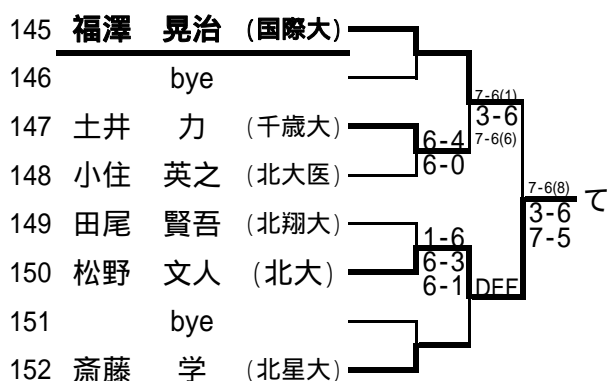 145 福澤 晃治 (国際大)
146 bye
147 土井 力 (千歳大)
148 小住 英之 (北大医)
149 田尾 賢吾 (北翔大)
150 松野 文人 (北大)
151 bye
152 斎藤 学 (北星大)
6-4
6-0
1-6
6-3
6-1
7-6(1)
3-6
7-6(6)
DEF
7-6(8)
3-6
7-5
て